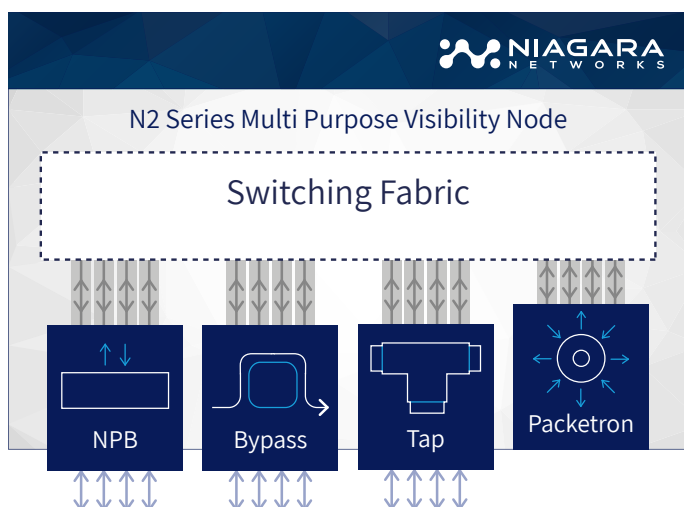 NIAGARA
NETWORKS
N2 Series Multi Purpose Visibility Node
Switching Fabric
NPB
Bypass
Tap
Packetron